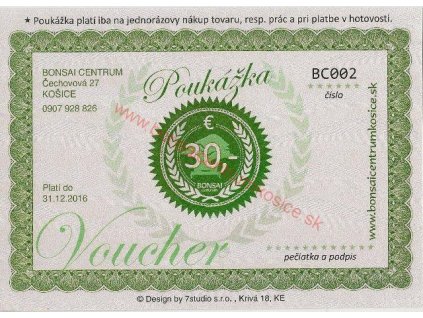 ★ Poukážka platí iba na jednorázový nákup tovaru, resp. prác a pri platbe v hotovosti.
BONSAI CENTRUM
Čechovová 27
KOŠICE
0907 928 826
Poukážka
BC002
číslo
€
30,-
BONSAI
Platí do
31.12.2016
Voucher
pečiatka a podpis
www.bonsaicentrumkosice.sk
© Design by 7studio s.r.o. , Krivá 18, KE